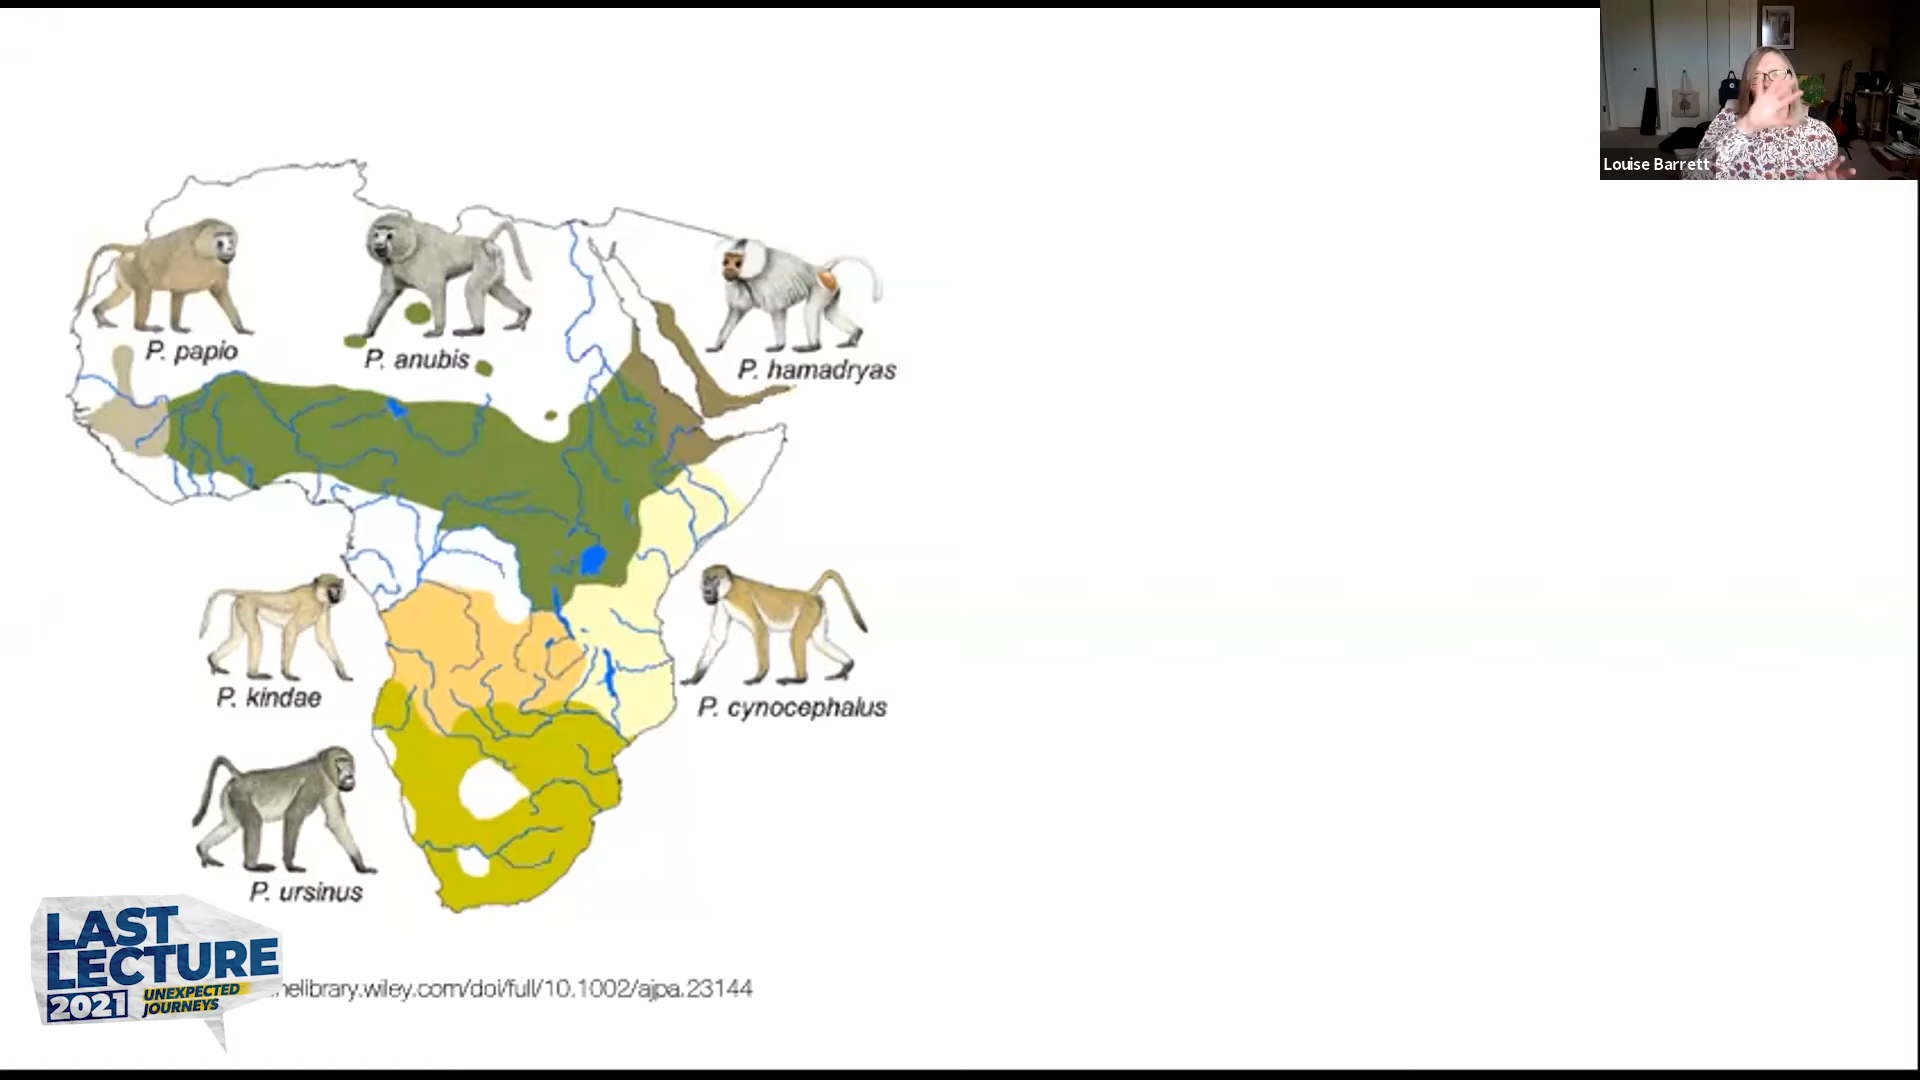 Louise Barrett
P. papio
P. anubis
P. hamadryas
P. kindae
P. cynocephalus
P. ursinus
LAST
LECTURE
2021 UNEXPECTED
JOURNEYS
nelibrary.wiley.com/doi/full/10.1002/ajpa.23144